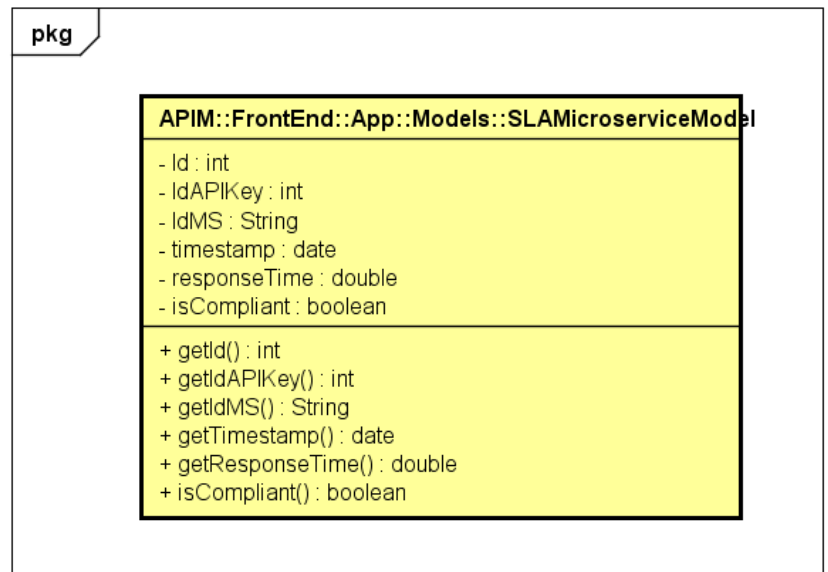 pkg
APIM::FrontEnd::App::Models::SLAMicroserviceModel
- Id : int
- IdAPIKey : int
- IdMS : String
- timestamp : date
- responseTime : double
- isCompliant : boolean
+ getId() : int
+ getIdAPIKey() : int
+ getIdMS() : String
+ getTimestamp() : date
+ getResponseTime() : double
+ isCompliant() : boolean